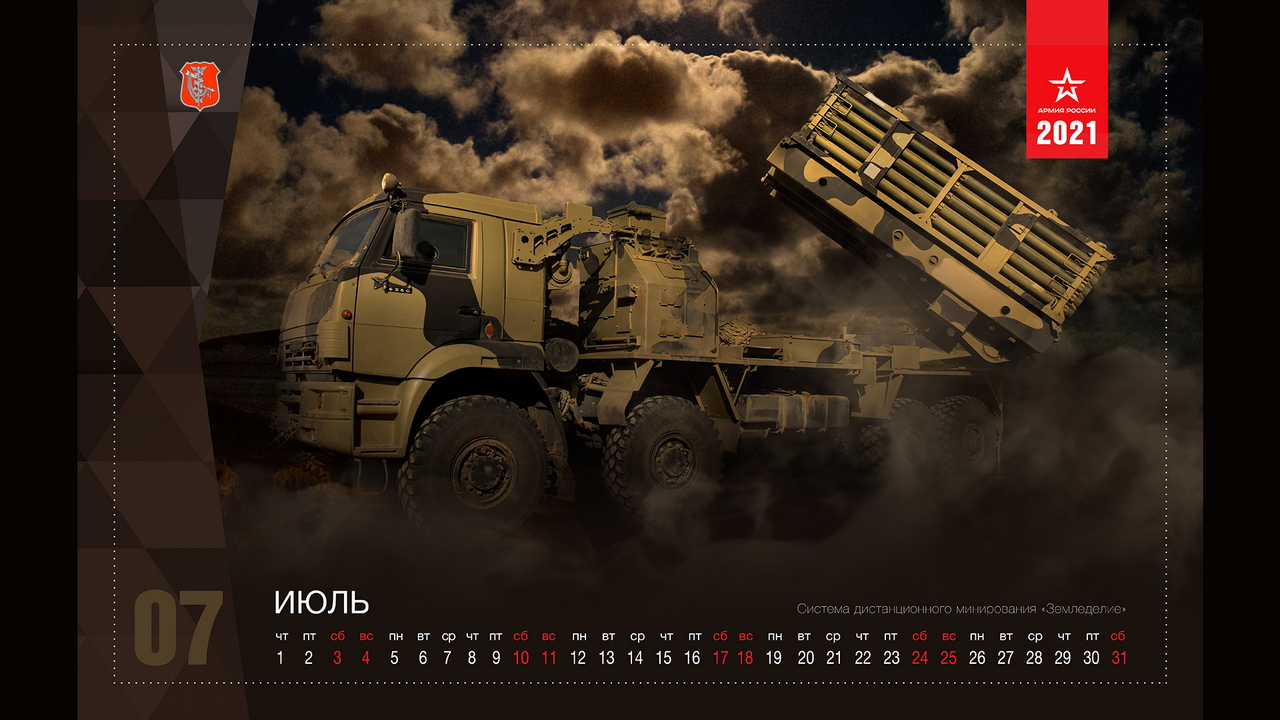 АРМИЯ РОССИИ
2021
07
ИЮЛЬ
Система дистанционного минирования «Земледелие»
чт пт сб вс пн вт ср чт пт сб вс пн вт ср чт пт сб вс пн вт ср чт пт сб вс пн вт ср чт пт сб
1 2 3 4 5 6 7 8 9 10 11 12 13 14 15 16 17 18 19 20 21 22 23 24 25 26 27 28 29 30 31